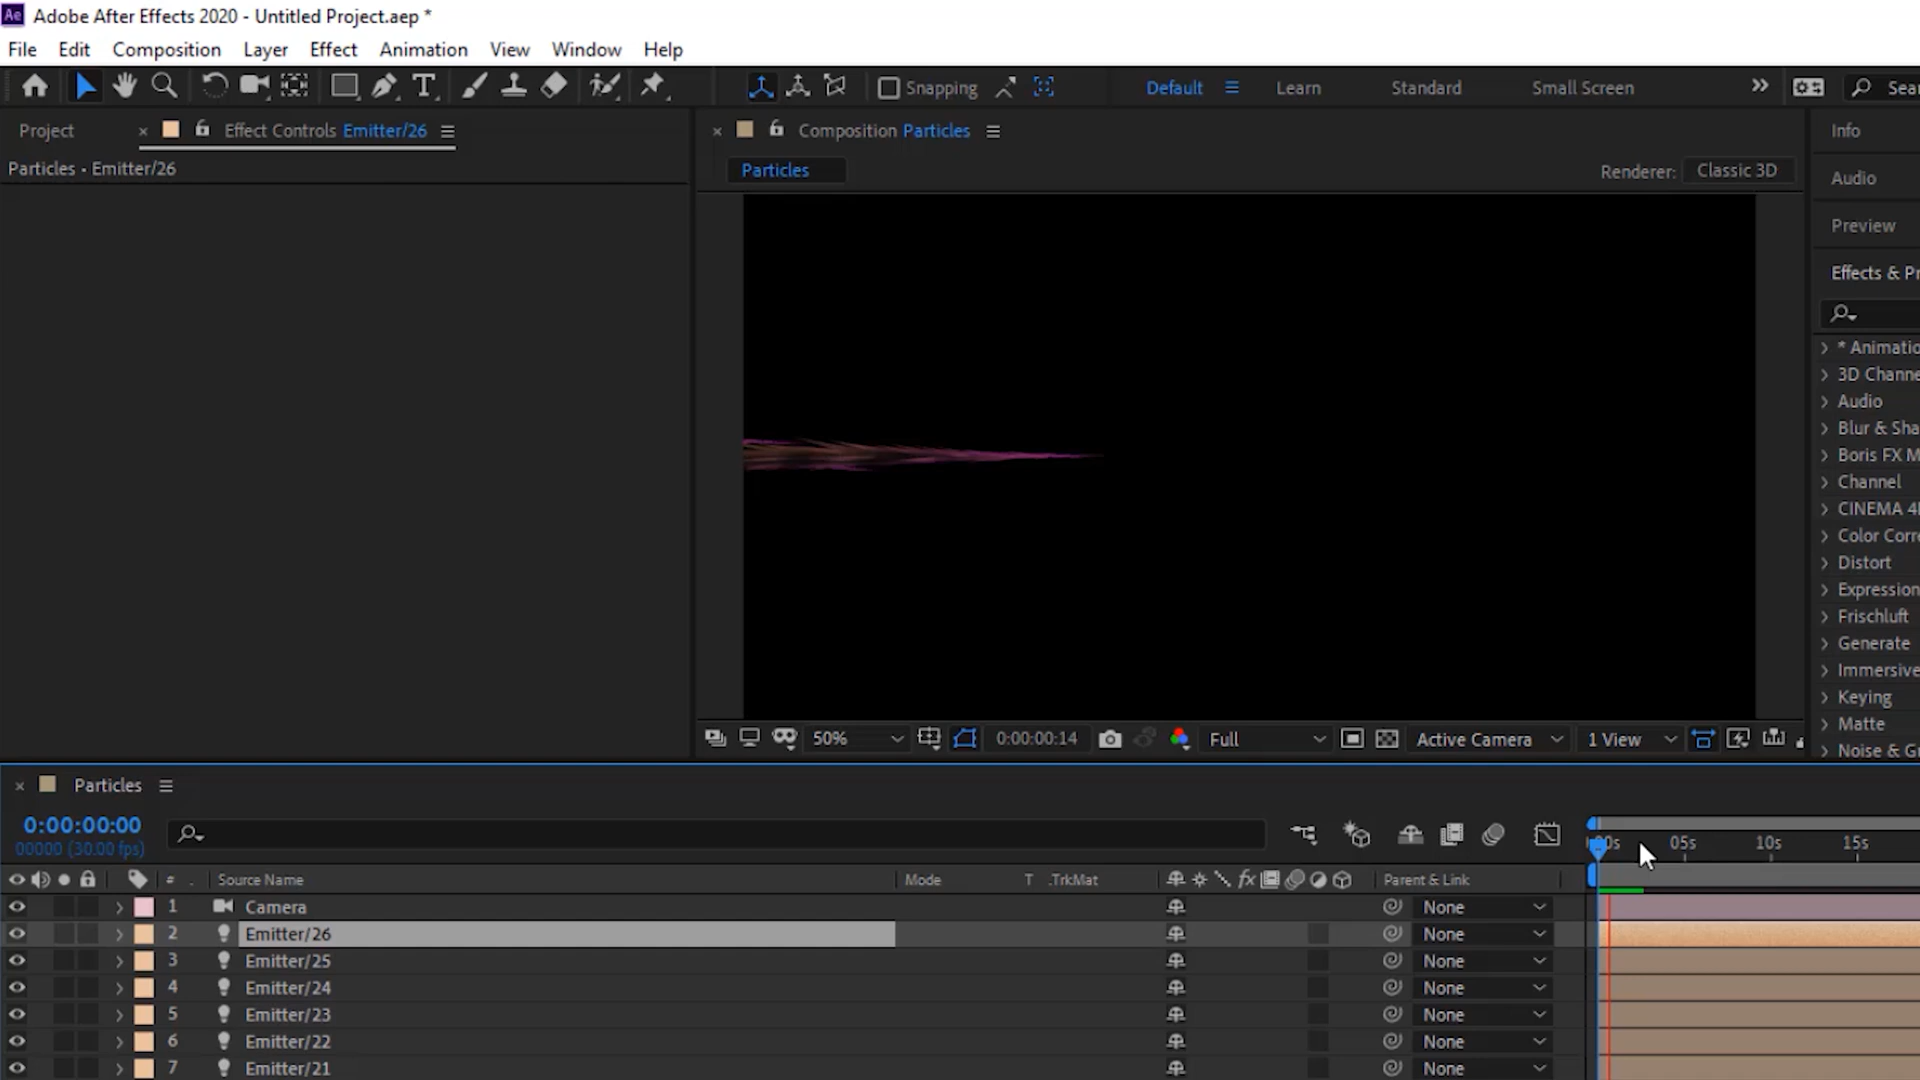 Ae Adobe After Effects 2020 - Untitled Project.aep *
File Edit Composition Layer Effect Animation View Window Help
Snapping Default Learn Standard Small Screen Sear
Project × Effect Controls Emitter/26
Particles • Emitter/26
× Composition Particles
Particles
Renderer: Classic 3D
Info
Audio
Preview
Effects & Pr
* Animatio
3D Channe
Audio
Blur & Sha
Boris FX M
Channel
CINEMA 4
Color Corre
Distort
Expression
Frischluft
Generate
Immersive
Keying
Matte
Noise & Gr
50% 0:00:00:14 Full Active Camera 1 View
× Particles
0:00:00:00
00000 (30.00 fps)
05s 10s 15s
# . Source Name Mode T .TrkMat fx Parent & Link
1 Camera None
2 Emitter/26 None
3 Emitter/25 None
4 Emitter/24 None
5 Emitter/23 None
6 Emitter/22 None
7 Emitter/21 None